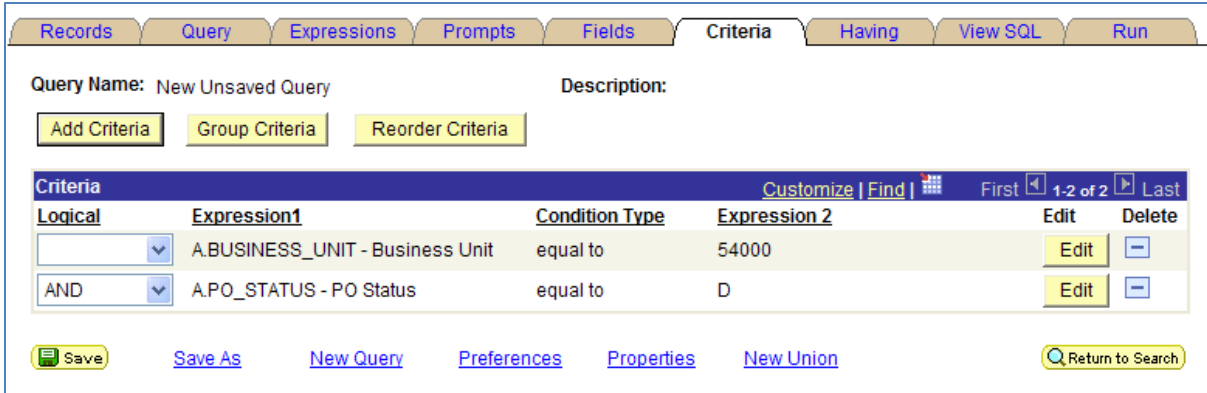 Records Query Expressions Prompts Fields Criteria Having View SQL Run
Query Name: New Unsaved Query Description:
Add Criteria Group Criteria Reorder Criteria
Criteria Customize | Find | First 1-2 of 2 Last
Logical Expression1 Condition Type Expression 2 Edit Delete
A.BUSINESS_UNIT - Business Unit equal to 54000 Edit
AND A.PO_STATUS - PO Status equal to D Edit
Save Save As New Query Preferences Properties New Union Return to Search